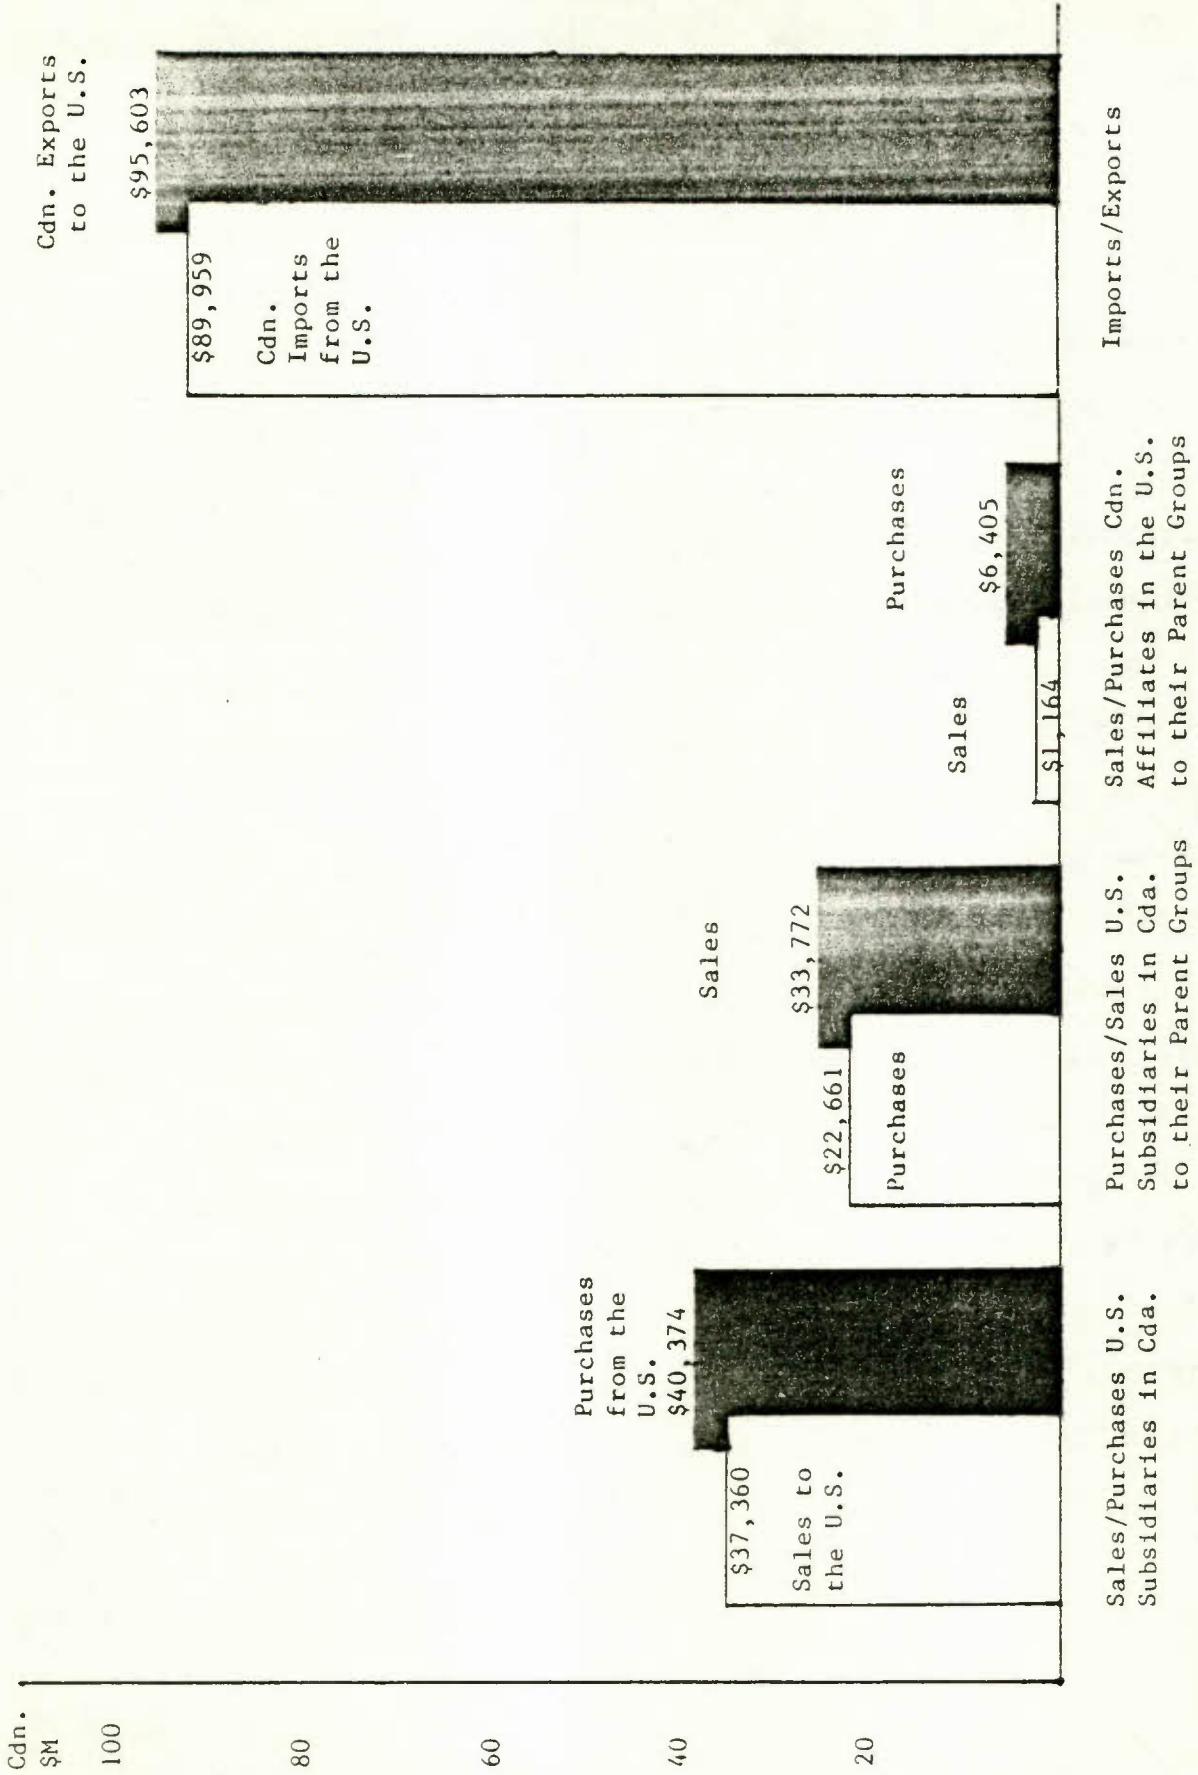 Cdn.
$M
100
80
60
40
20
Purchases
from the
U.S.
$40,374
$37,360
Sales to
the U.S.
Sales/Purchases U.S.
Subsidiaries in Cda.
Sales
$33,772
$22,661
Purchases
Purchases/Sales U.S.
Subsidiaries in Cda.
to their Parent Groups
Purchases
$6,405
Sales
$1,164
Sales/Purchases Cdn.
Affiliates in the U.S.
to their Parent Groups
Cdn. Exports
to the U.S.
$95,603
$89,959
Cdn.
Imports
from the
U.S.
Imports/Exports